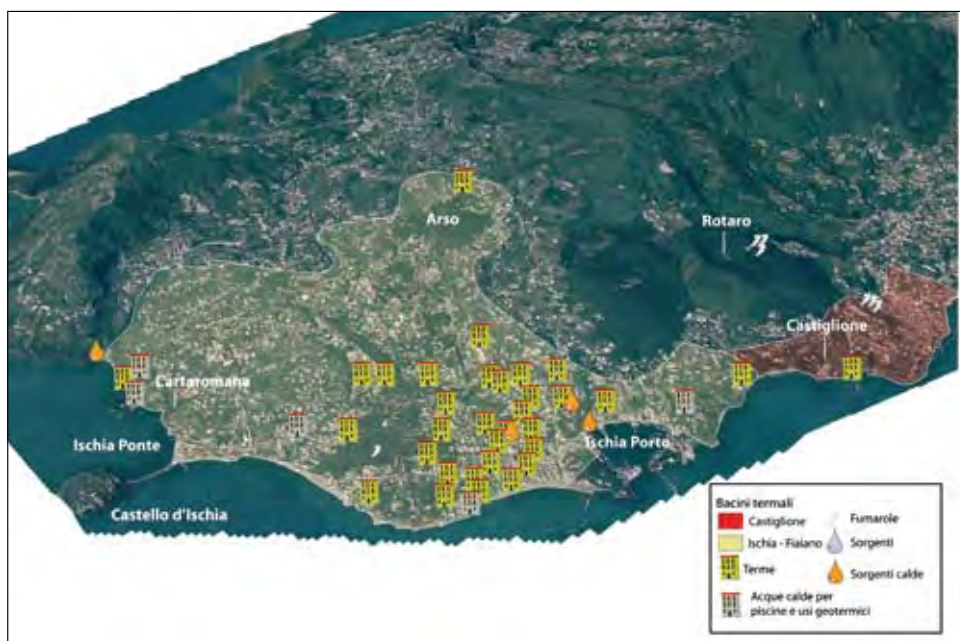 Arso
Rotaro
Castiglione
Cartaromana
Ischia Ponte
Ischia Porto
Castello d'Ischia
Bacini termali
Castiglione
Ischia - Fiaiano
Terme
Acque calde per
piscine e usi geotermici
Fumarole
Sorgenti
Sorgenti calde